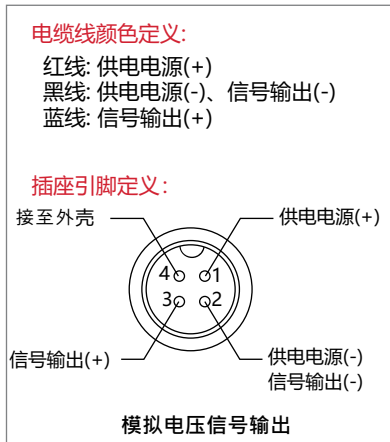 电缆线颜色定义:
红线: 供电电源(+)
黑线: 供电电源(-)、信号输出(-)
蓝线: 信号输出(+)
插座引脚定义:
接至外壳
供电电源(+)
4 1
3 2
信号输出(+)
供电电源(-)
信号输出(-)
模拟电压信号输出